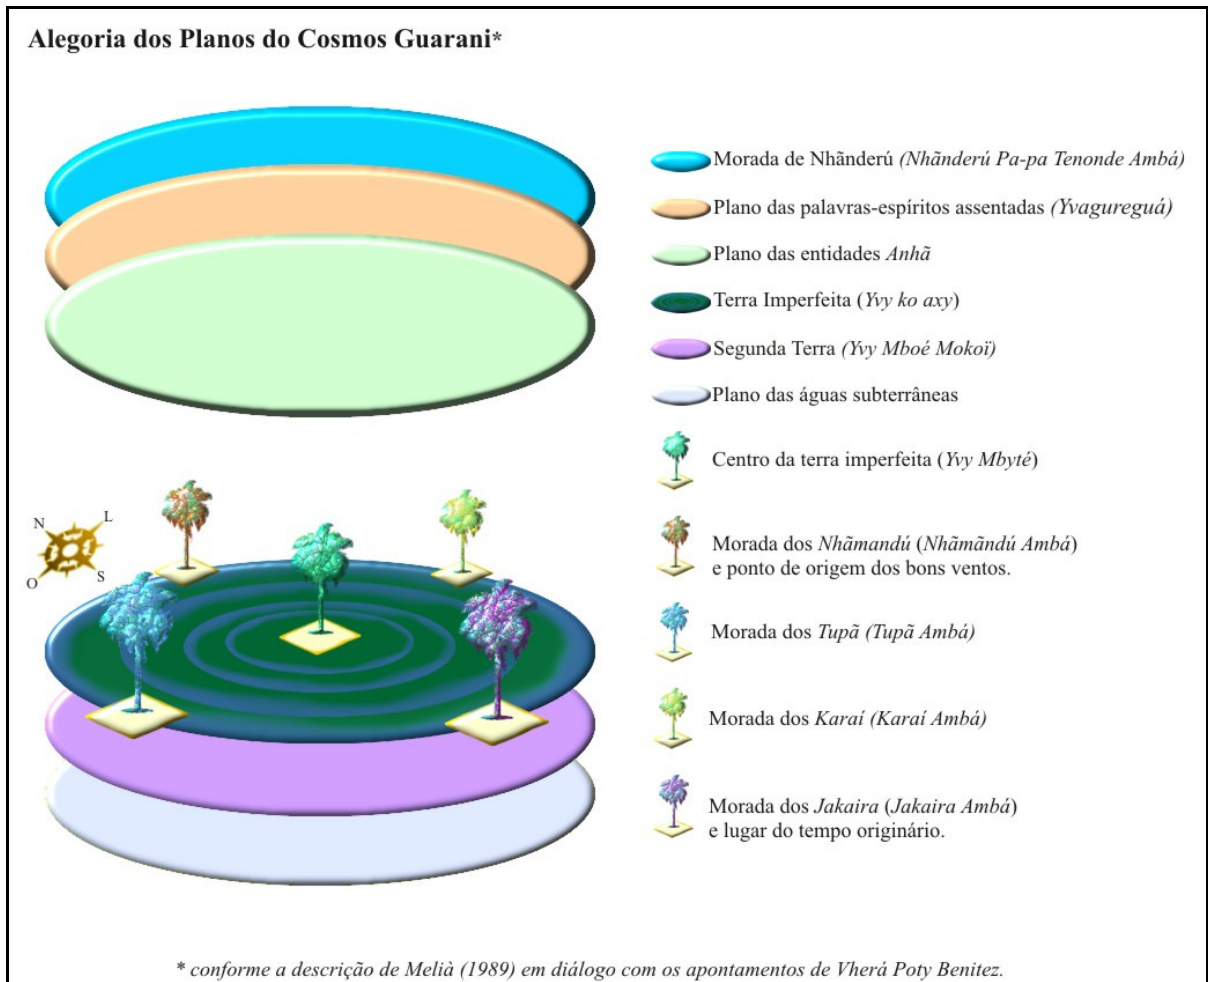 Alegoria dos Planos do Cosmos Guarani*
Morada de Nhãnderú (Nhãnderú Pa-pa Tenonde Ambá)
Plano das palavras-espíritos assentadas (Yvagureguá)
Plano das entidades Anhã
Terra Imperfeita (Yvy ko axy)
Segunda Terra (Yvy Mboé Mokoï)
Plano das águas subterrâneas
Centro da terra imperfeita (Yvy Mbyté)
Morada dos Nhãmandú (Nhãmãndú Ambá)
e ponto de origem dos bons ventos.
Morada dos Tupã (Tupã Ambá)
Morada dos Karaí (Karaí Ambá)
Morada dos Jakaira (Jakaira Ambá)
e lugar do tempo originário.
N L
O S
* conforme a descrição de Melià (1989) em diálogo com os apontamentos de Vherá Poty Benitez.